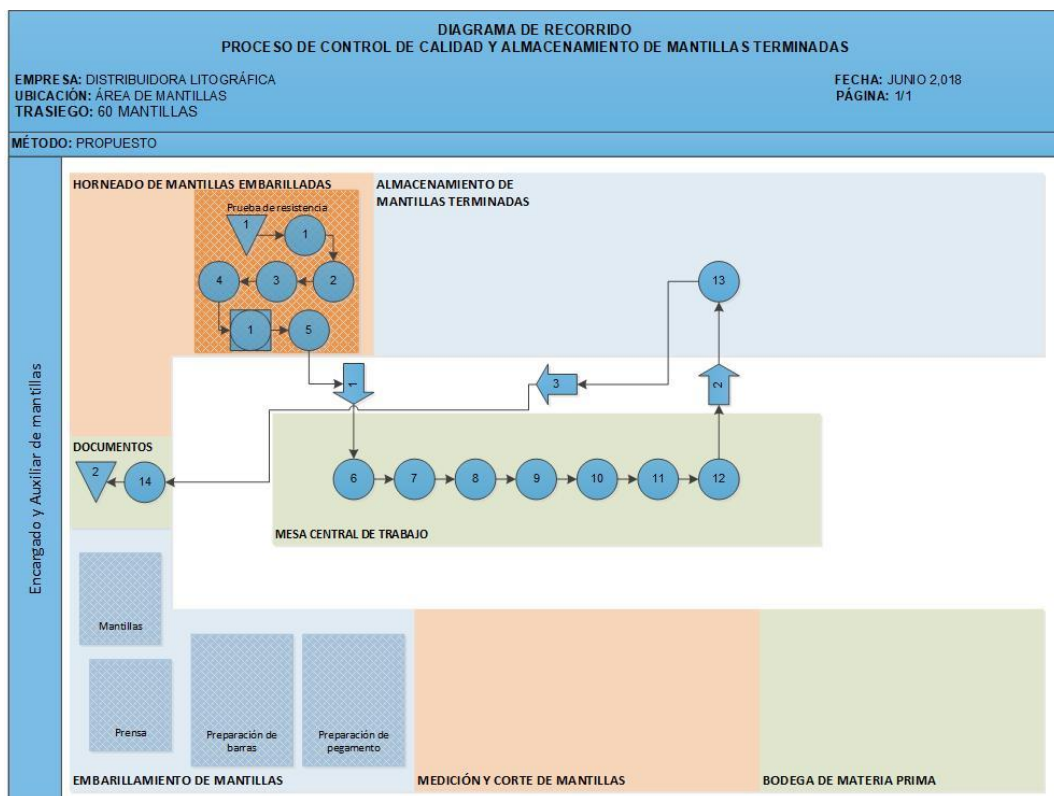 DIAGRAMA DE RECORRIDO
PROCESO DE CONTROL DE CALIDAD Y ALMACENAMIENTO DE MANTILLAS TERMINADAS
EMPRESA: DISTRIBUIDORA LITOGRÁFICA
UBICACIÓN: ÁREA DE MANTILLAS
TRASIEGO: 60 MANTILLAS
FECHA: JUNIO 2,018
PÁGINA: 1/1
MÉTODO: PROPUESTO
Encargado y Auxiliar de mantillas
HORNEADO DE MANTILLAS EMBARILLADAS
Prueba de resistencia
1
1
4
3
2
1
5
ALMACENAMIENTO DE
MANTILLAS TERMINADAS
13
1
3
2
DOCUMENTOS
2
14
6
7
8
9
10
11
12
MESA CENTRAL DE TRABAJO
Mantillas
Prensa
Preparación de
barras
Preparación de
pegamento
EMBARILLAMIENTO DE MANTILLAS
MEDICIÓN Y CORTE DE MANTILLAS
BODEGA DE MATERIA PRIMA